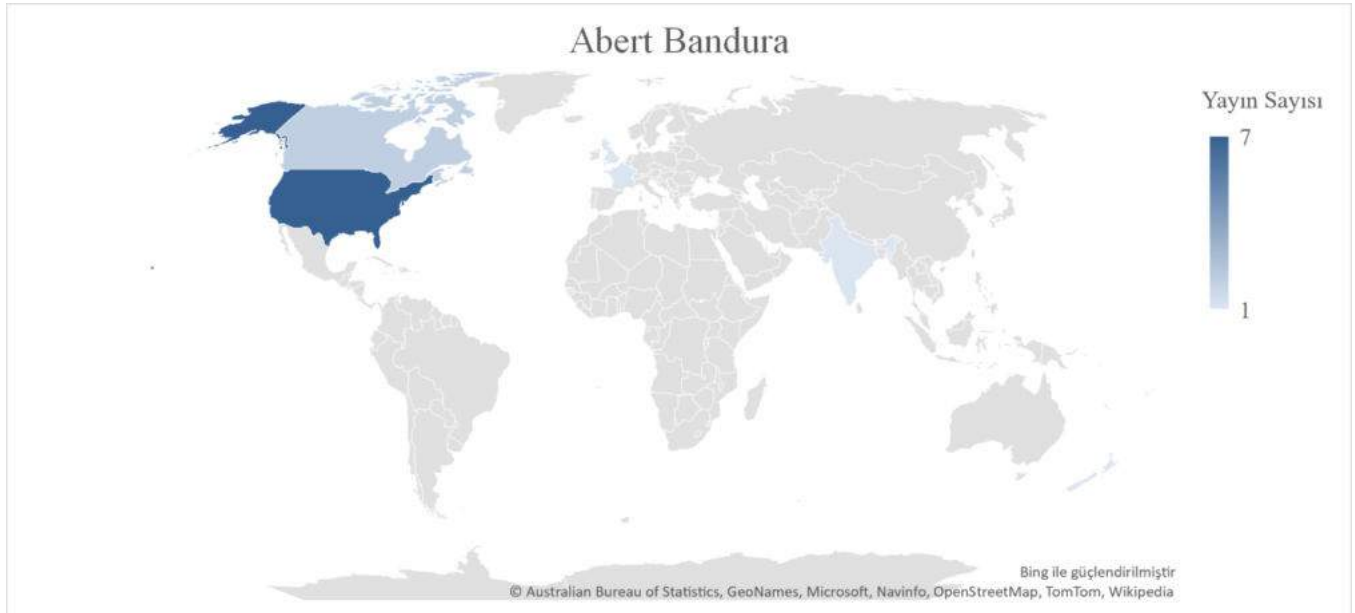 Abert Bandura
Yayın Sayısı
7
1
Bing ile güçlendirilmiştir
© Australian Bureau of Statistics, GeoNames, Microsoft, Navinfo, OpenStreetMap, TomTom, Wikipedia